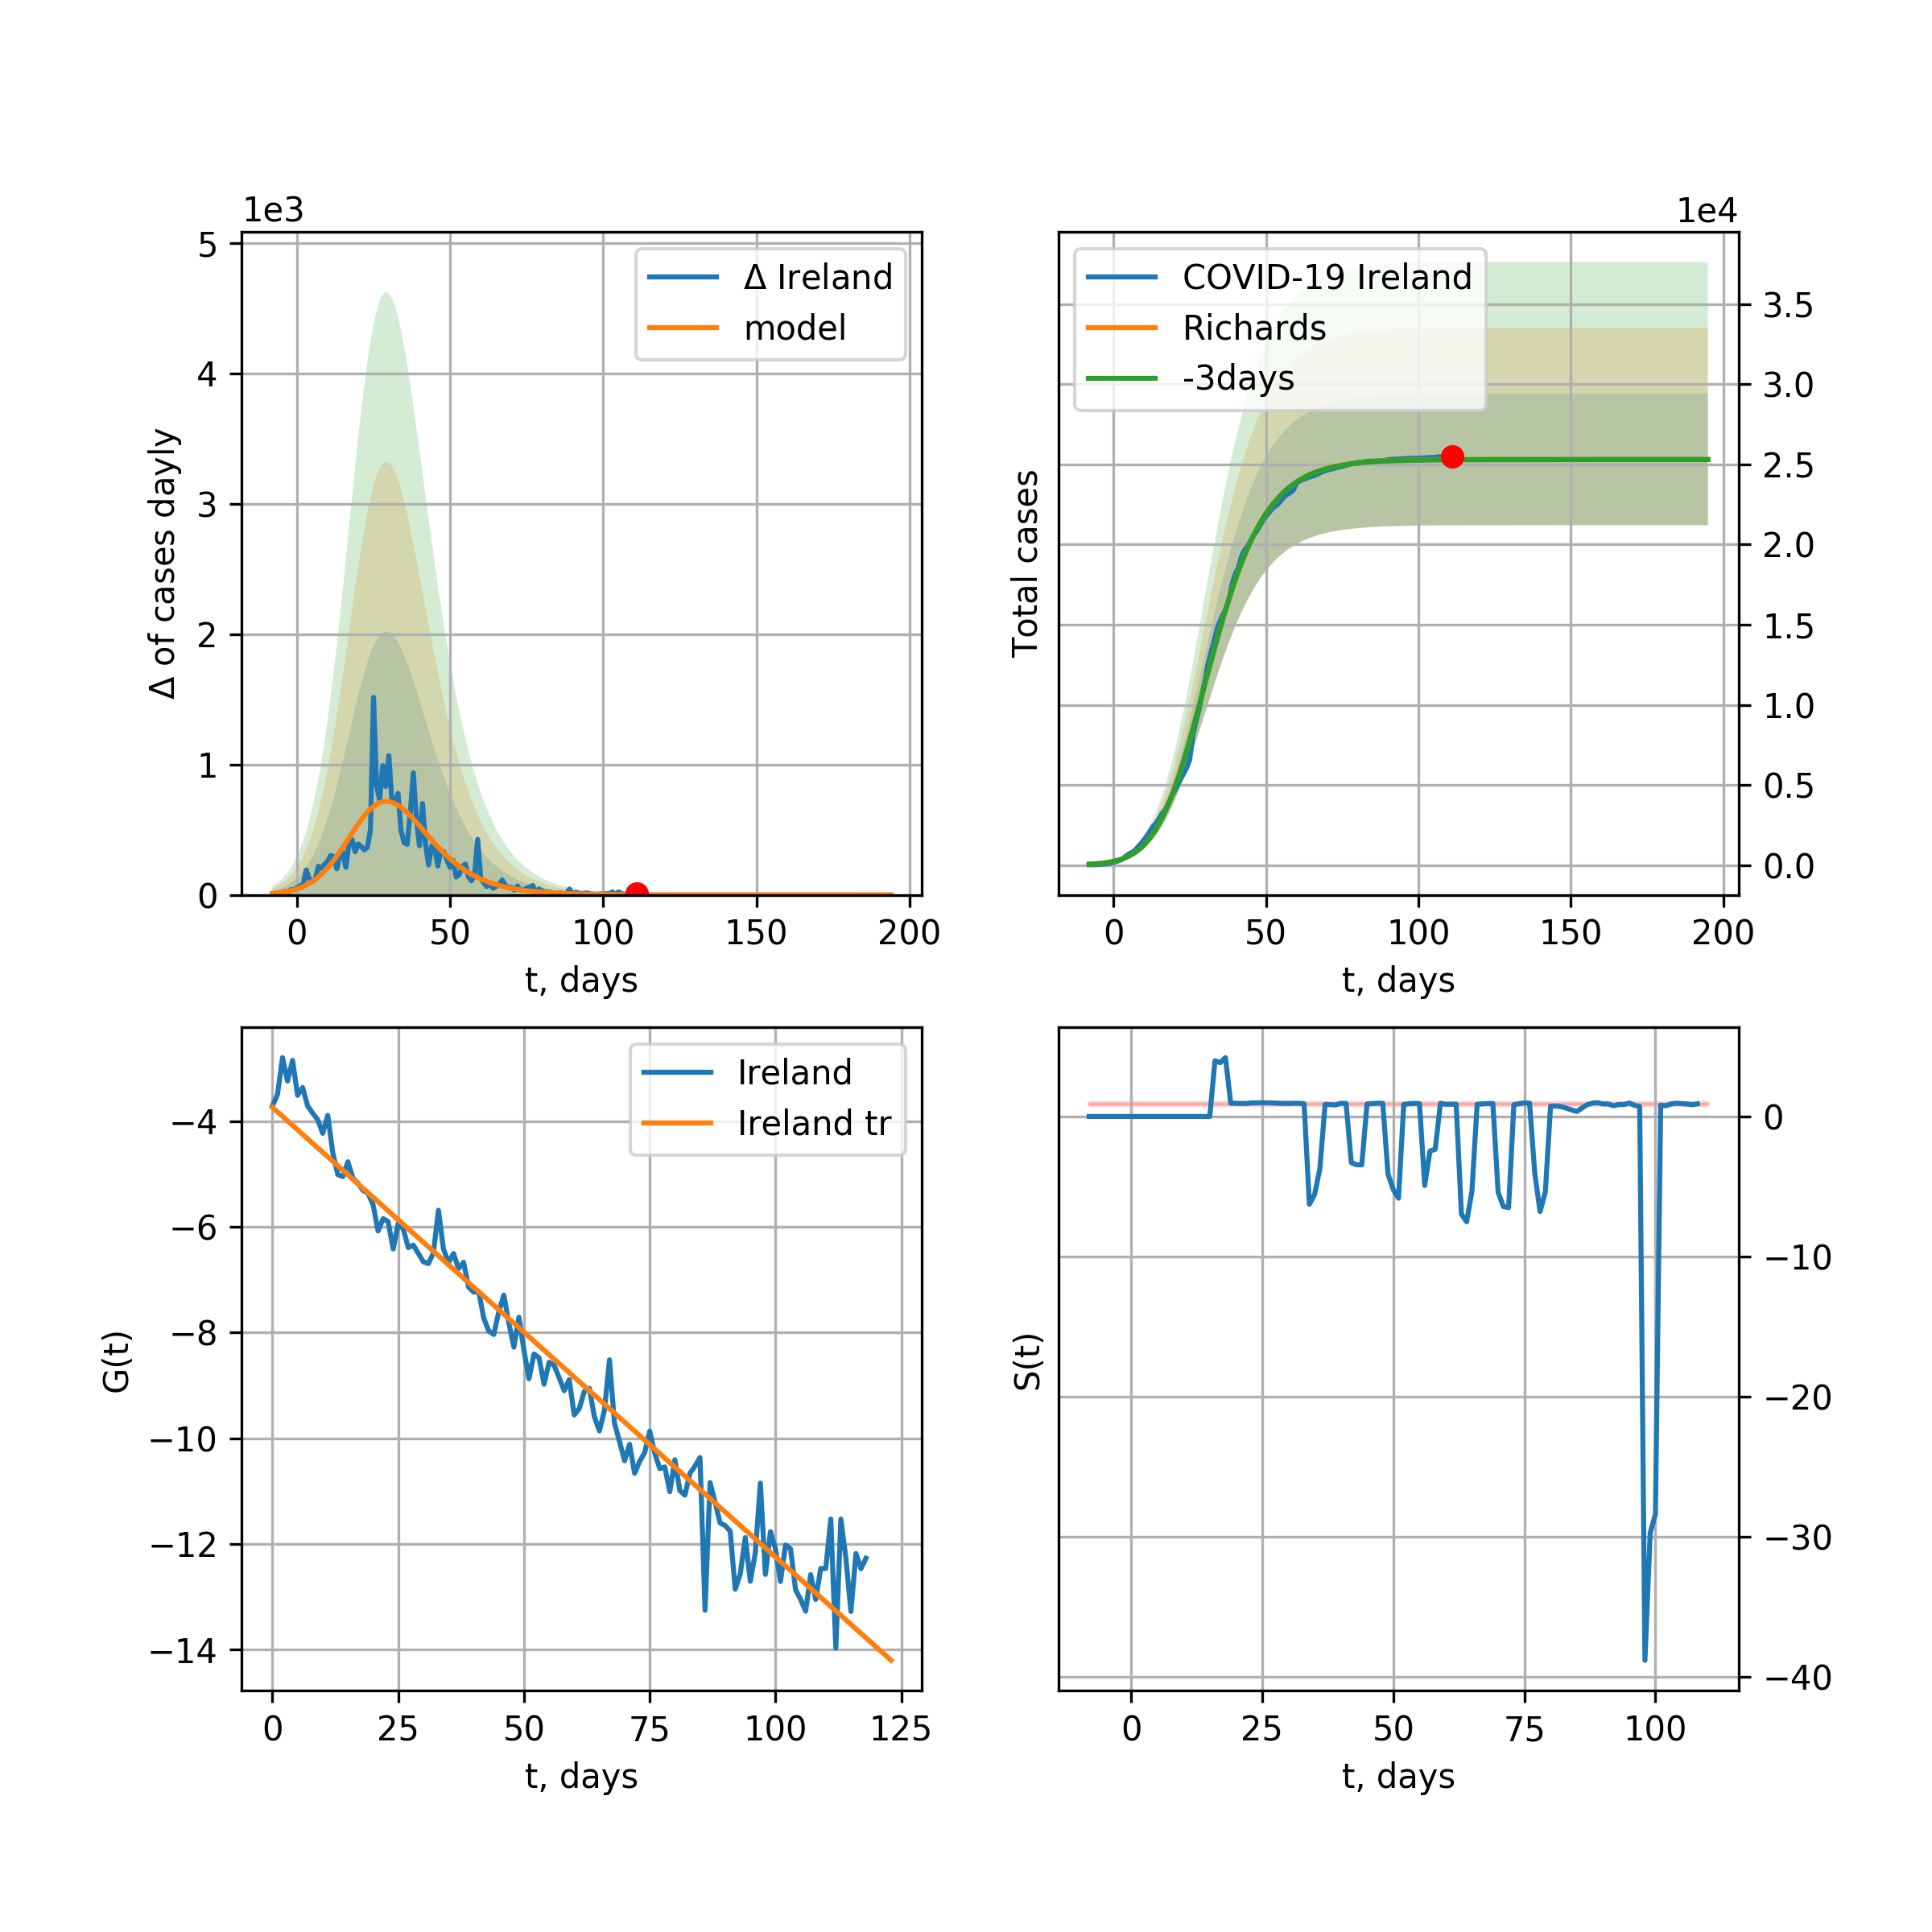 1e3
5
4
3
2
1
0
Δ of cases dayly
Δ Ireland
model
0 50 100 150 200
t, days
1e4
COVID-19 Ireland
Richards
-3days
Total cases
3.5
3.0
2.5
2.0
1.5
1.0
0.5
0.0
0 50 100 150 200
t, days
Ireland
Ireland tr
G(t)
−4
−6
−8
−10
−12
−14
0 25 50 75 100 125
t, days
S(t)
0
−10
−20
−30
−40
0 25 50 75 100
t, days